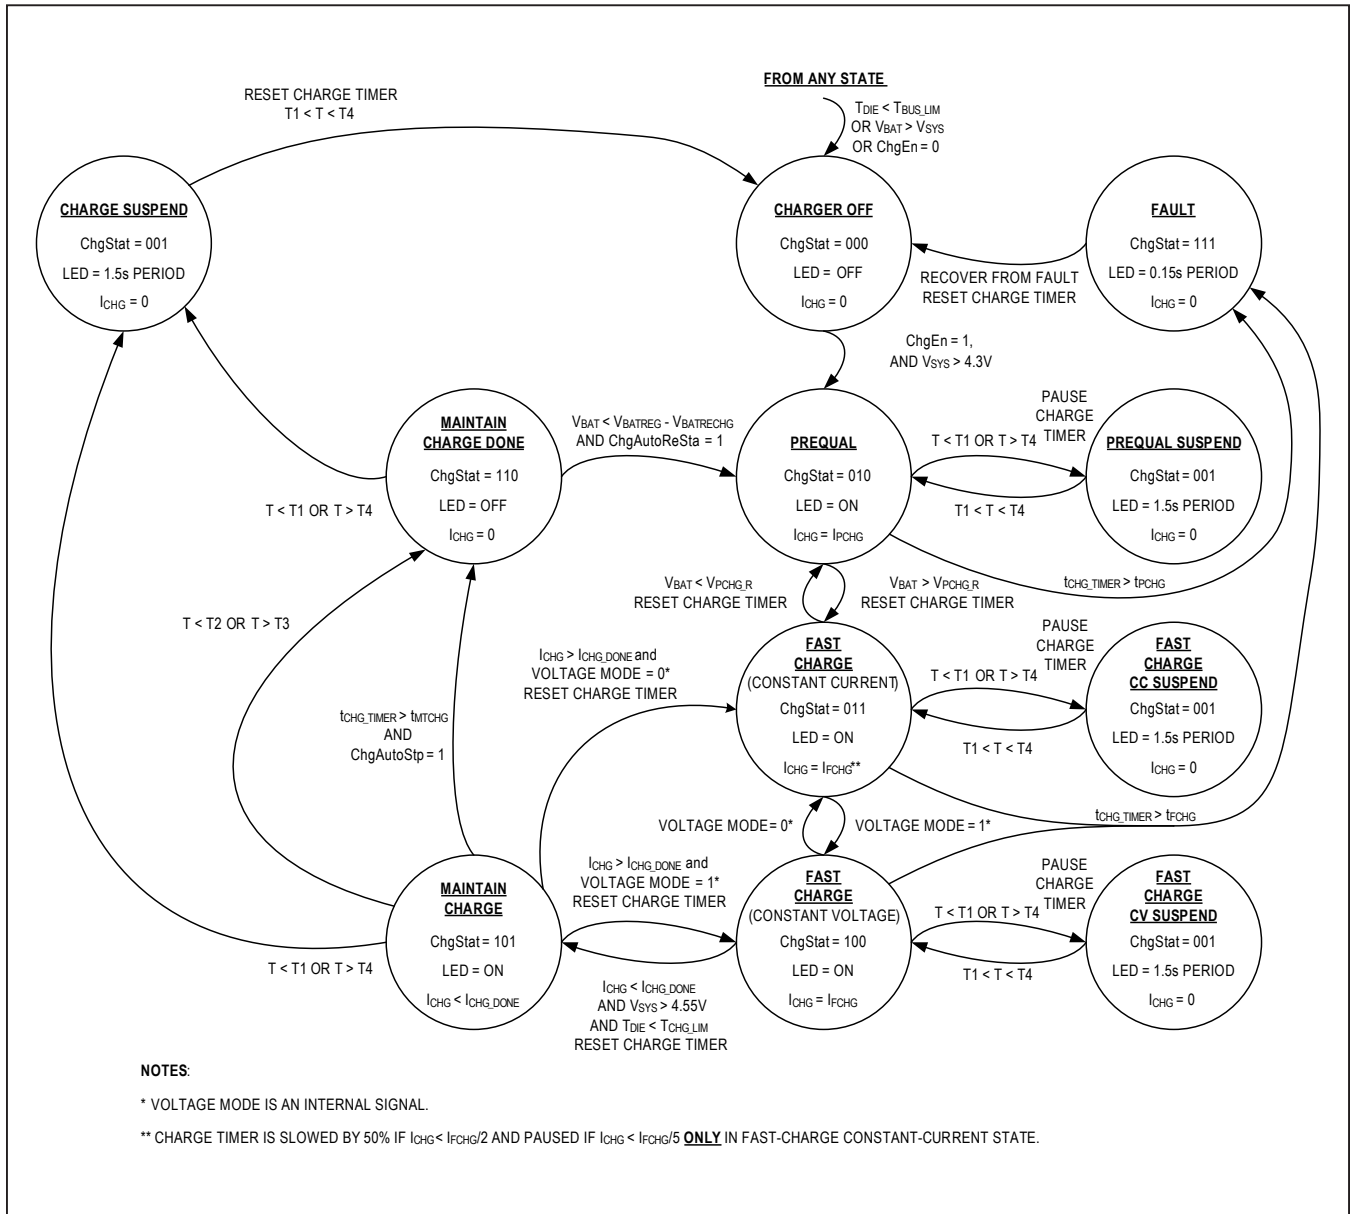 FROM ANY STATE
TDIE < TBUS_LIM
OR VBAT > VSYS
OR ChgEn = 0
RESET CHARGE TIMER
T1 < T < T4
CHARGE SUSPEND
ChgStat = 001
LED = 1.5s PERIOD
ICHG = 0
CHARGER OFF
ChgStat = 000
LED = OFF
ICHG = 0
FAULT
ChgStat = 111
LED = 0.15s PERIOD
ICHG = 0
RECOVER FROM FAULT
RESET CHARGE TIMER
ChgEn = 1,
AND VSYS > 4.3V
MAINTAIN
CHARGE DONE
ChgStat = 110
LED = OFF
ICHG = 0
VBAT < VBATREG - VBATRECHG
AND ChgAutoReSta = 1
PREQUAL
ChgStat = 010
LED = ON
ICHG = IPCHG
PAUSE
CHARGE
TIMER
T < T1 OR T > T4
T1 < T < T4
PREQUAL SUSPEND
ChgStat = 001
LED = 1.5s PERIOD
ICHG = 0
T < T1 OR T > T4
tCHG_TIMER > tPCHG
VBAT < VPCHG_R
RESET CHARGE TIMER
VBAT > VPCHG_R
RESET CHARGE TIMER
T < T2 OR T > T3
ICHG > ICHG_DONE and
VOLTAGE MODE = 0*
RESET CHARGE TIMER
FAST
CHARGE
(CONSTANT CURRENT)
ChgStat = 011
LED = ON
ICHG = IFCHG**
PAUSE
CHARGE
TIMER
T < T1 OR T > T4
T1 < T < T4
FAST
CHARGE
CC SUSPEND
ChgStat = 001
LED = 1.5s PERIOD
ICHG = 0
tCHG_TIMER > tMTCHG
AND
ChgAutoStp = 1
tCHG_TIMER > tFCHG
VOLTAGE MODE = 0*
VOLTAGE MODE = 1*
MAINTAIN
CHARGE
ChgStat = 101
LED = ON
ICHG < ICHG_DONE
T < T1 OR T > T4
ICHG > ICHG_DONE and
VOLTAGE MODE = 1*
RESET CHARGE TIMER
ICHG < ICHG_DONE
AND VSYS > 4.55V
AND TDIE < TCHG_LIM
RESET CHARGE TIMER
FAST
CHARGE
(CONSTANT VOLTAGE)
ChgStat = 100
LED = ON
ICHG = IFCHG
PAUSE
CHARGE
TIMER
T < T1 OR T > T4
T1 < T < T4
FAST
CHARGE
CV SUSPEND
ChgStat = 001
LED = 1.5s PERIOD
ICHG = 0
NOTES:
* VOLTAGE MODE IS AN INTERNAL SIGNAL.
** CHARGE TIMER IS SLOWED BY 50% IF ICHG < IFCHG/2 AND PAUSED IF ICHG < IFCHG/5 ONLY IN FAST-CHARGE CONSTANT-CURRENT STATE.